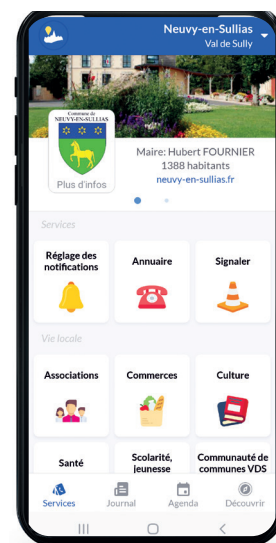 Neuvy-en-Sullias
Val de Sully
Commune de
NEUVY-EN-SULLIAS
Plus d'infos
Maire: Hubert FOURNIER
1388 habitants
neuvy-en-sullias.fr
Services
Réglage des
notifications
Annuaire
Signaler
Vie locale
Associations
Commerces
Culture
Santé
Scolarité,
jeunesse
Communauté de
communes VDS
Services
Journal
Agenda
Découvrir